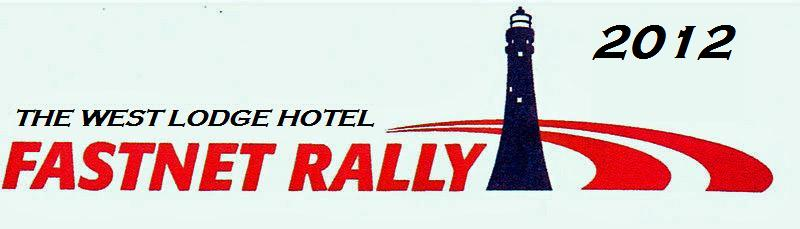 2012
THE WEST LODGE HOTEL
FASTNET RALLY